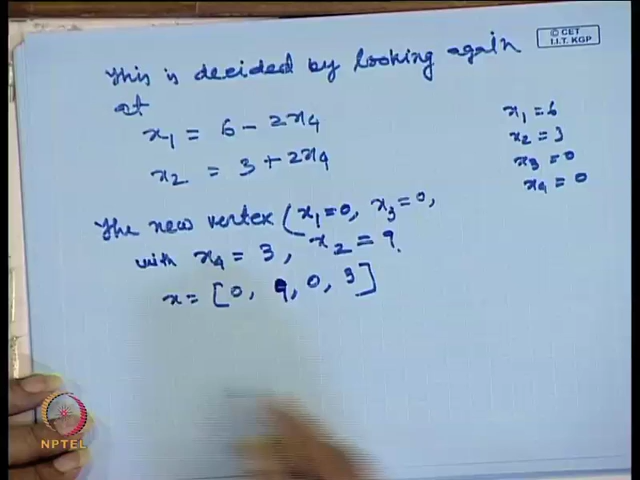 © CET
I.I.T. KGP
This is decided by looking again
at
x₁ = 6 - 2x₄
x₂ = 3 + 2x₄
x₁ = 6
x₂ = 3
x₃ = 0
x₄ = 0
The new vertex (x₁ = 0, x₃ = 0,
with x₄ = 3, x₂ = 9.
x = [0, 9, 0, 3]
NPTEL